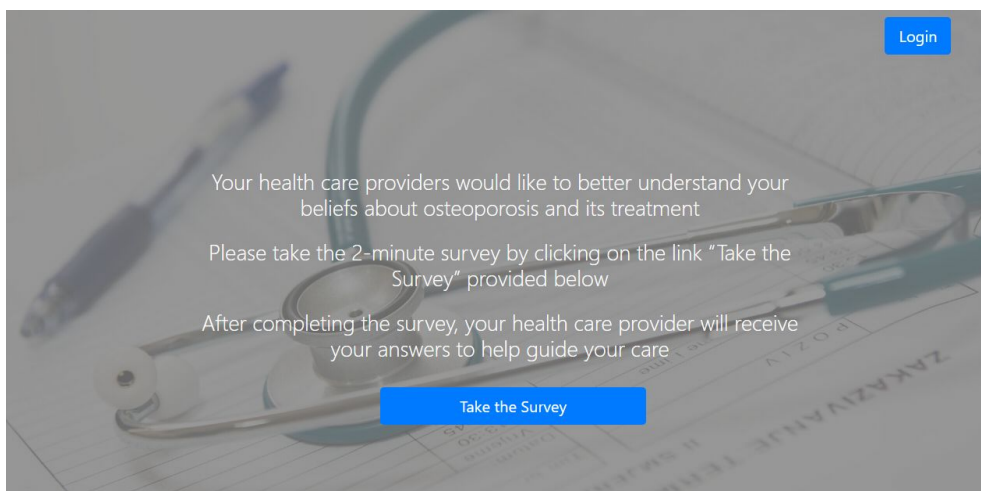 Login
Your health care providers would like to better understand your
beliefs about osteoporosis and its treatment
Please take the 2-minute survey by clicking on the link "Take the
Survey" provided below
After completing the survey, your health care provider will receive
your answers to help guide your care
Take the Survey
POZIV
ZAKAZIVANJE